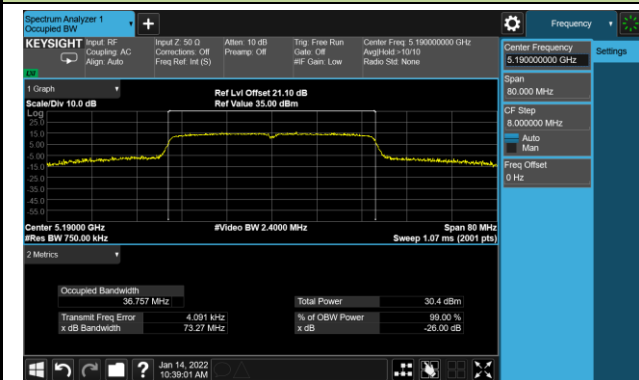 Spectrum Analyzer 1
Occupied BW
Frequency
KEYSIGHT
Input: RF
Coupling: AC
Align: Auto
Input Z: 50 Ω
Corrections: Off
Freq Ref: Int (S)
Atten: 10 dB
Preamp: Off
Trig: Free Run
Gate: Off
#IF Gain: Low
Center Freq: 5.190000000 GHz
Avg|Hold:>10/10
Radio Std: None
LXI
1 Graph
Scale/Div 10.0 dB
Ref Lvl Offset 21.10 dB
Ref Value 35.00 dBm
Log
25.0
15.0
5.00
-5.00
-15.0
-25.0
-35.0
-45.0
-55.0
Center 5.19000 GHz
#Res BW 750.00 kHz
#Video BW 2.4000 MHz
Span 80 MHz
Sweep 1.07 ms (2001 pts)
2 Metrics
Occupied Bandwidth
36.757 MHz
Total Power 30.4 dBm
Transmit Freq Error 4.091 kHz
% of OBW Power 99.00 %
x dB Bandwidth 73.27 MHz
x dB -26.00 dB
Center Frequency
5.190000000 GHz
Settings
Span
80.000 MHz
CF Step
8.000000 MHz
Auto
Man
Freq Offset
0 Hz
?
Jan 14, 2022
10:39:01 AM